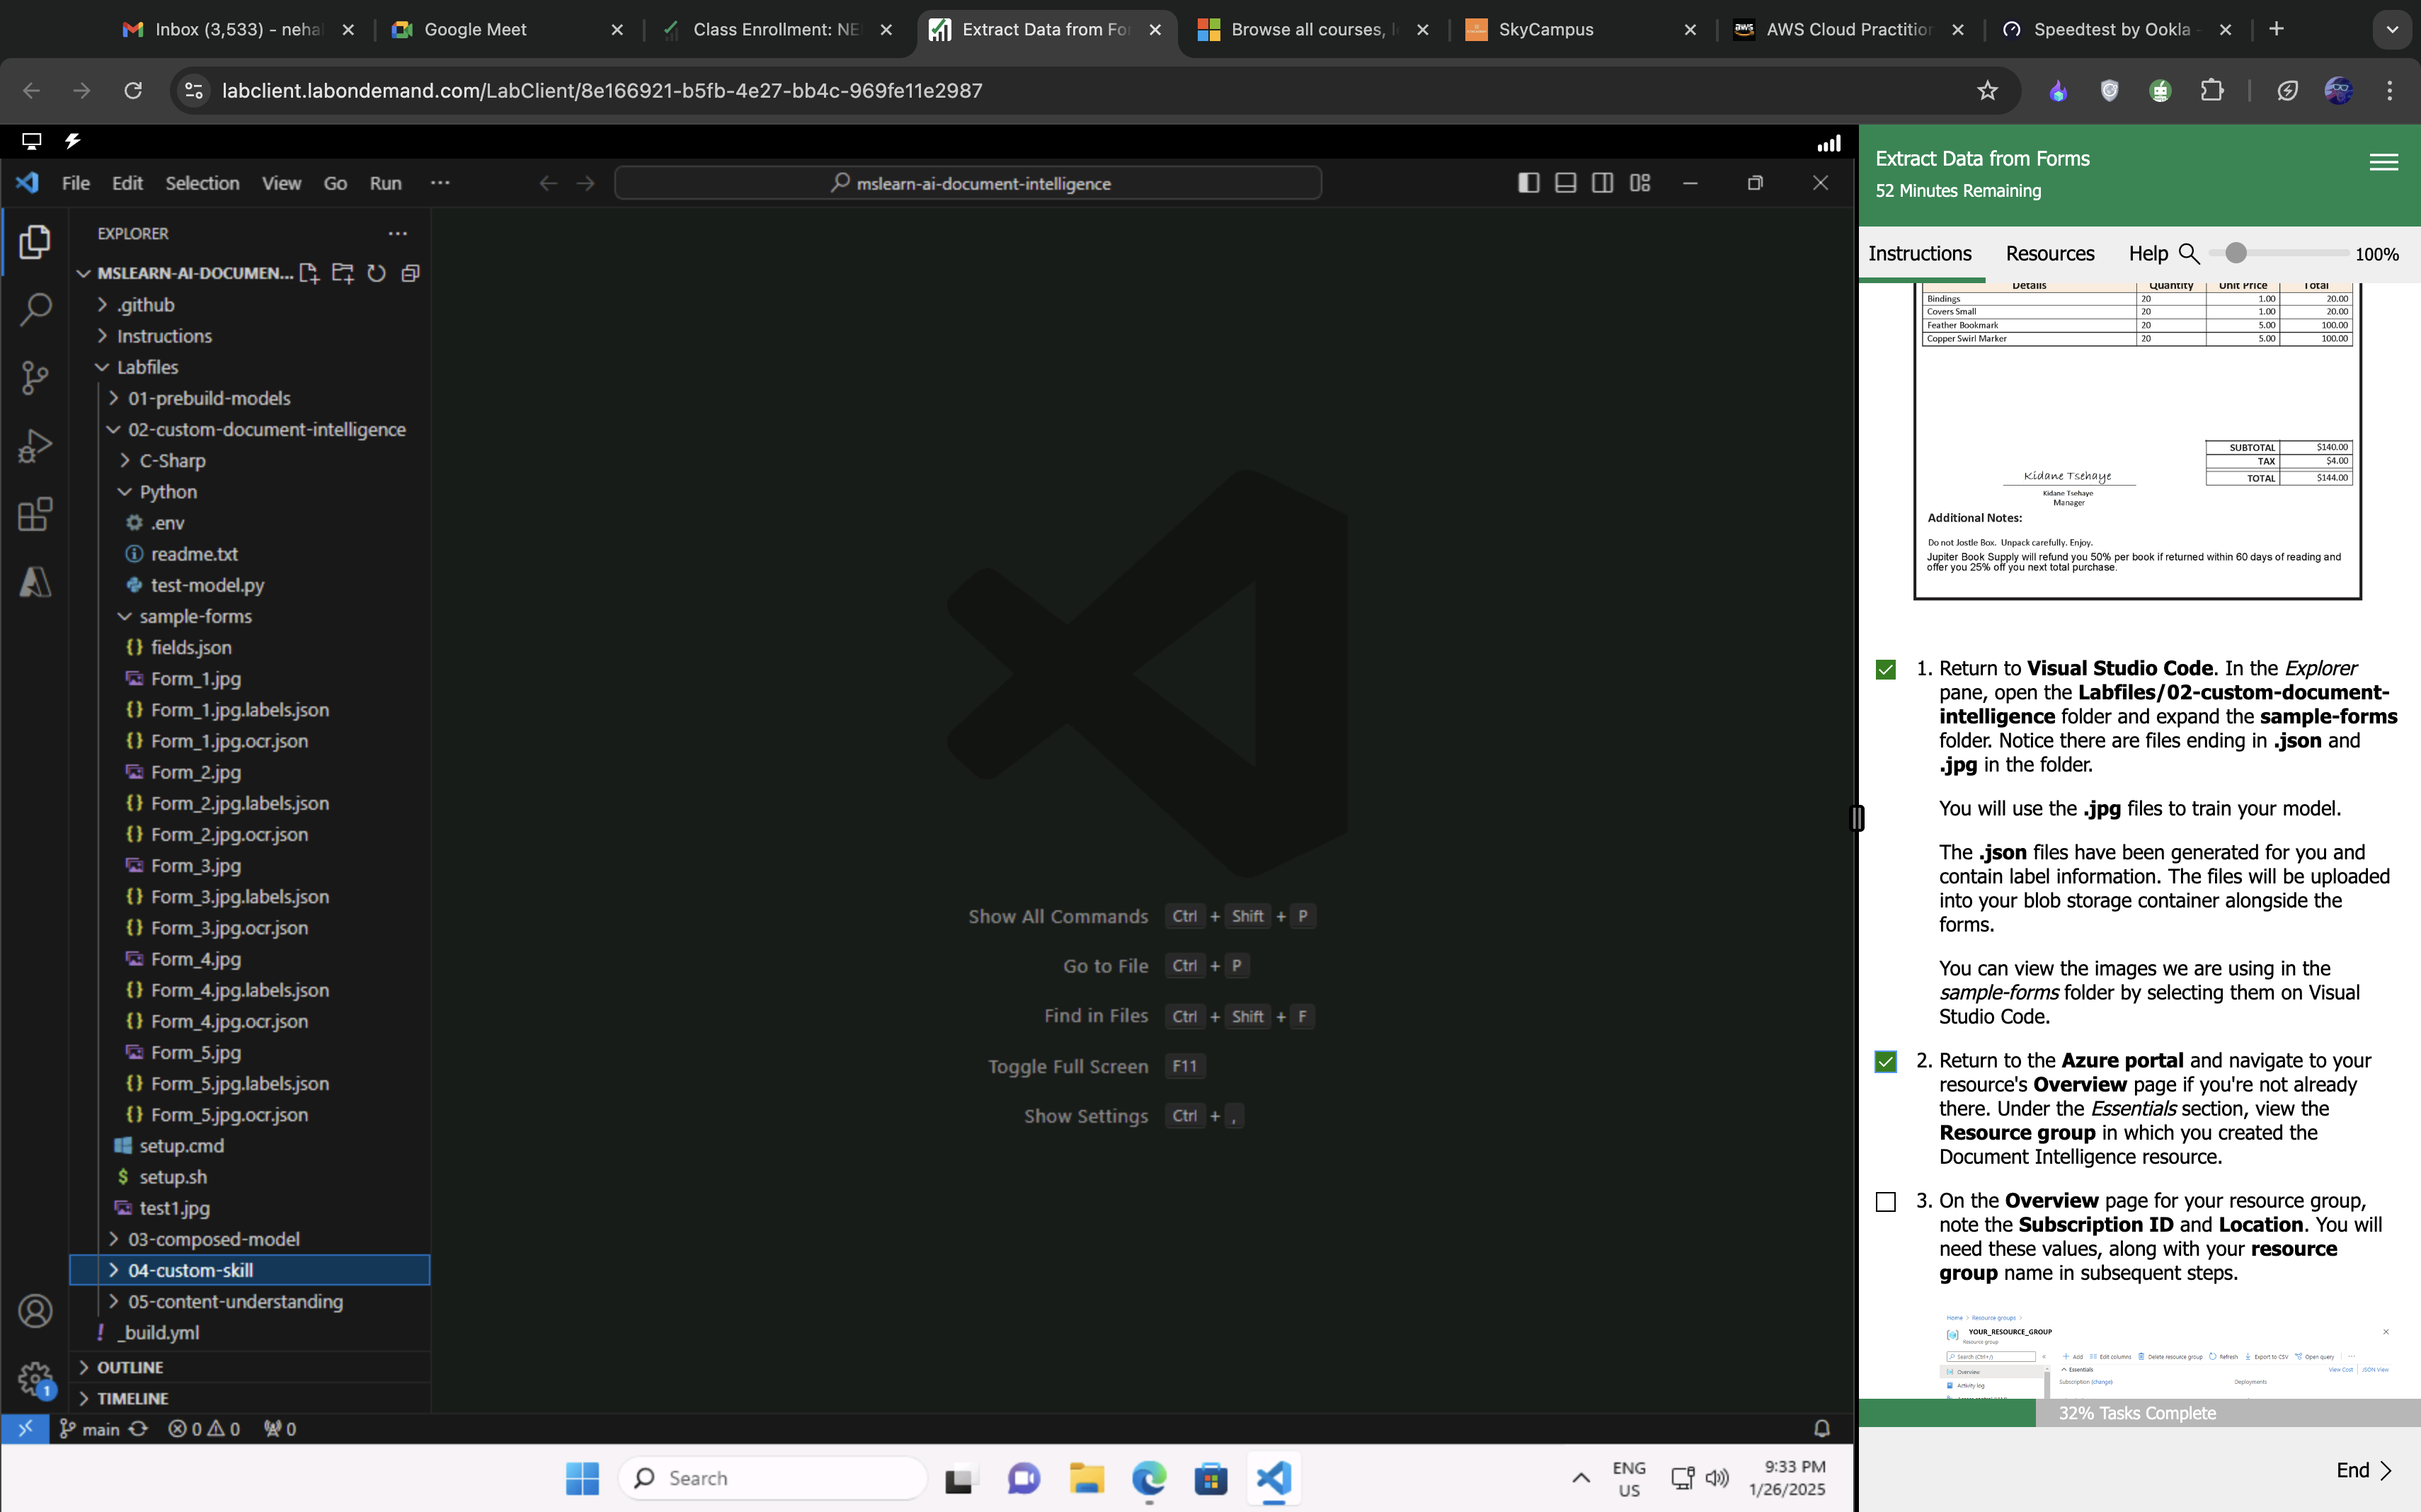 Inbox (3,533) - neha
Google Meet
Class Enrollment: NE
Extract Data from For
Browse all courses, l
SkyCampus
AWS Cloud Practition
Speedtest by Ookla -
labclient.labondemand.com/LabClient/8e166921-b5fb-4e27-bb4c-969fe11e2987
File Edit Selection View Go Run ···
mslearn-ai-document-intelligence
EXPLORER
MSLEARN-AI-DOCUMEN...
.github
Instructions
Labfiles
01-prebuild-models
02-custom-document-intelligence
C-Sharp
Python
.env
readme.txt
test-model.py
sample-forms
fields.json
Form_1.jpg
Form_1.jpg.labels.json
Form_1.jpg.ocr.json
Form_2.jpg
Form_2.jpg.labels.json
Form_2.jpg.ocr.json
Form_3.jpg
Form_3.jpg.labels.json
Form_3.jpg.ocr.json
Form_4.jpg
Form_4.jpg.labels.json
Form_4.jpg.ocr.json
Form_5.jpg
Form_5.jpg.labels.json
Form_5.jpg.ocr.json
setup.cmd
setup.sh
test1.jpg
03-composed-model
04-custom-skill
05-content-understanding
_build.yml
OUTLINE
TIMELINE
1
main 0 0 0
Show All Commands Ctrl + Shift + P
Go to File Ctrl + P
Find in Files Ctrl + Shift + F
Toggle Full Screen F11
Show Settings Ctrl + ,
Search
ENG
US
9:33 PM
1/26/2025
Extract Data from Forms
52 Minutes Remaining
Instructions Resources Help 100%
Details Quantity Unit Price Total
Bindings 20 1.00 20.00
Covers Small 20 1.00 20.00
Feather Bookmark 20 5.00 100.00
Copper Swirl Marker 20 5.00 100.00
SUBTOTAL $140.00
TAX $4.00
TOTAL $144.00
Kidane Tsehaye
Kidane Tsehaye
Manager
Additional Notes:
Do not Jostle Box. Unpack carefully. Enjoy.
Jupiter Book Supply will refund you 50% per book if returned within 60 days of reading and
offer you 25% off you next total purchase.
1. Return to Visual Studio Code. In the Explorer
pane, open the Labfiles/02-custom-document-
intelligence folder and expand the sample-forms
folder. Notice there are files ending in .json and
.jpg in the folder.
You will use the .jpg files to train your model.
The .json files have been generated for you and
contain label information. The files will be uploaded
into your blob storage container alongside the
forms.
You can view the images we are using in the
sample-forms folder by selecting them on Visual
Studio Code.
2. Return to the Azure portal and navigate to your
resource's Overview page if you're not already
there. Under the Essentials section, view the
Resource group in which you created the
Document Intelligence resource.
3. On the Overview page for your resource group,
note the Subscription ID and Location. You will
need these values, along with your resource
group name in subsequent steps.
Home > Resource groups >
YOUR_RESOURCE_GROUP
Resource group
Search (Ctrl+/)
Add Edit columns Delete resource group Refresh Export to CSV Open query ···
Overview
Essentials View Cost JSON View
Activity log
Subscription (change) Deployments
32% Tasks Complete
End